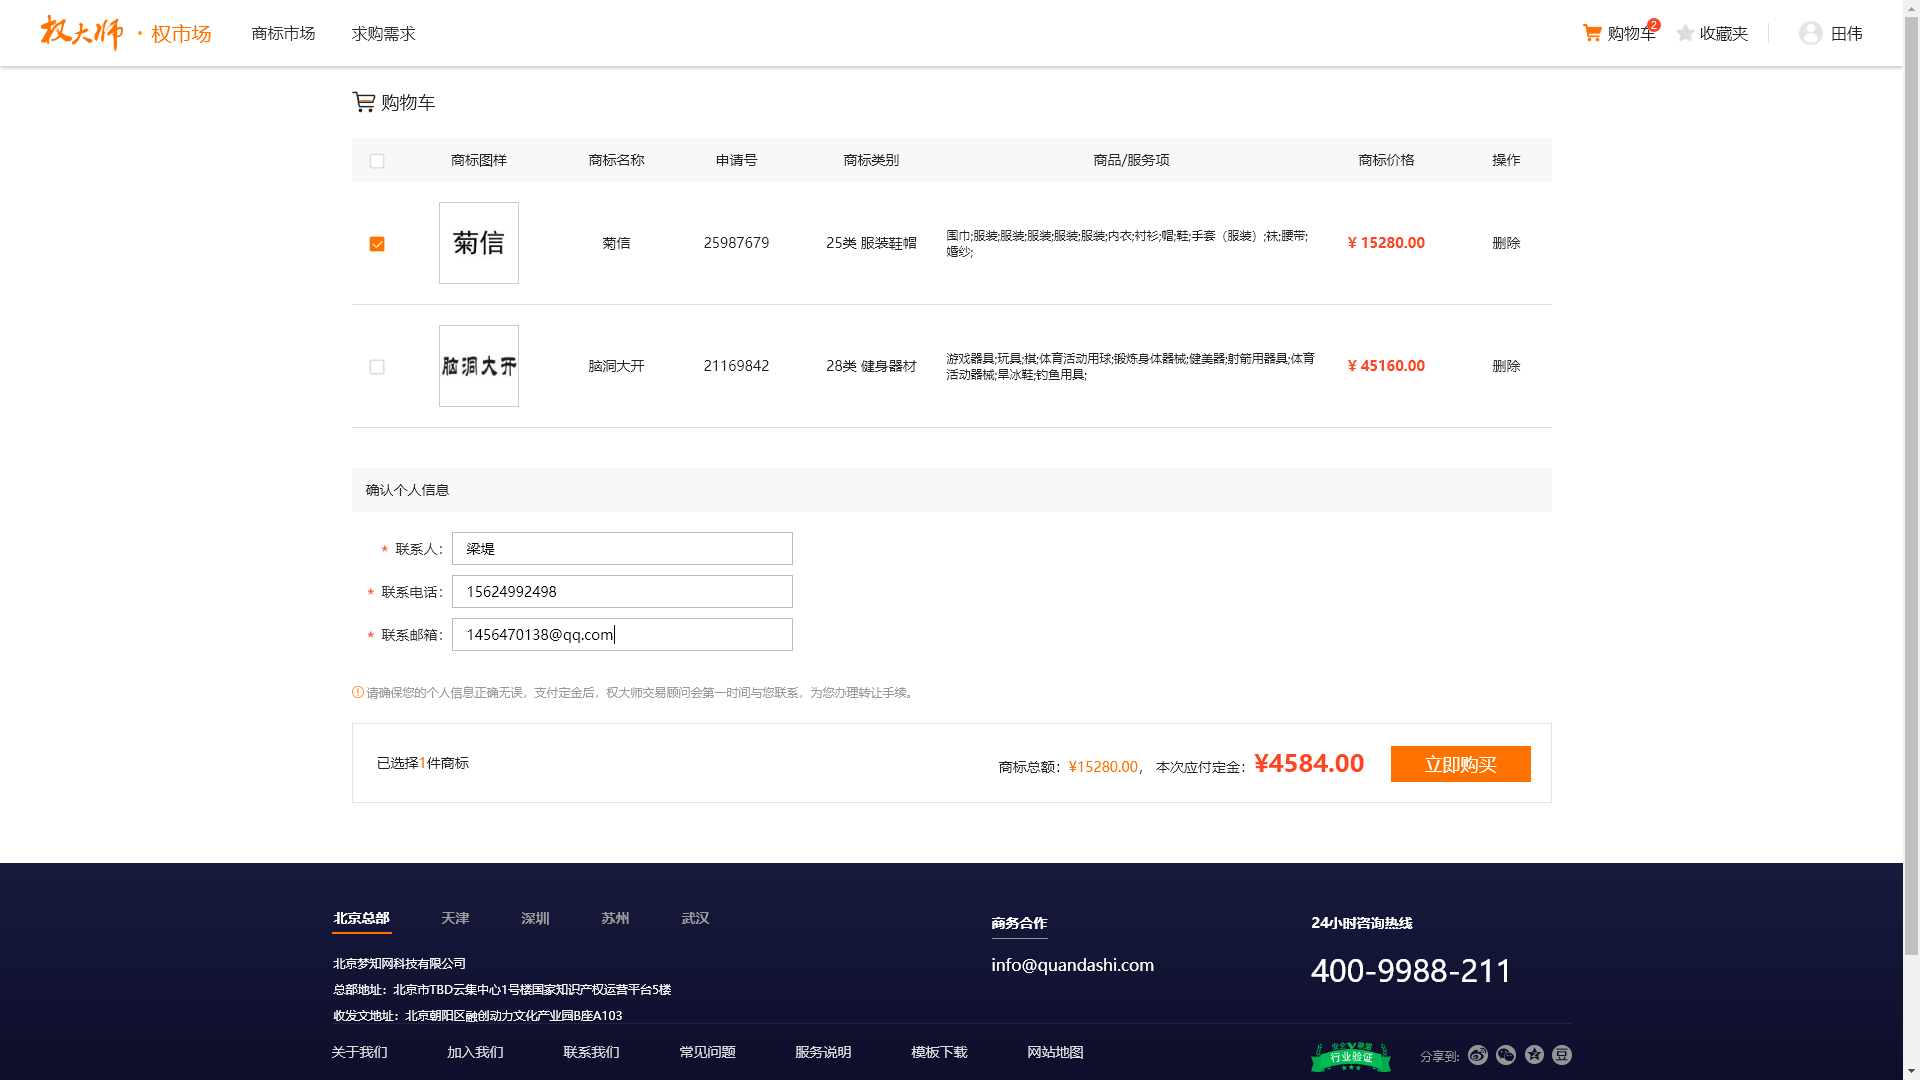 权大师 · 权市场 商标市场 求购需求 购物车 2 收藏夹 田伟
购物车
商标图样 商标名称 申请号 商标类别 商品/服务项 商标价格 操作
菊信 菊信 25987679 25类 服装鞋帽 围巾;服装;服装;服装;服装;服装;内衣;衬衫;帽;鞋;手套（服装）;袜;腰带;
婚纱; ¥ 15280.00 删除
脑洞大开 脑洞大开 21169842 28类 健身器材 游戏器具;玩具;棋;体育活动用球;锻炼身体器械;健美器;射箭用器具;体育
活动器械;旱冰鞋;钓鱼用具; ¥ 45160.00 删除
确认个人信息
* 联系人： 梁堤
* 联系电话： 15624992498
* 联系邮箱： 1456470138@qq.com
请确保您的个人信息正确无误，支付定金后，权大师交易顾问会第一时间与您联系，为您办理转让手续。
已选择1件商标 商标总额：¥15280.00， 本次应付定金：¥4584.00 立即购买
北京总部 天津 深圳 苏州 武汉
商务合作
24小时咨询热线
北京梦知网科技有限公司
info@quandashi.com
400-9988-211
总部地址：北京市TBD云集中心1号楼国家知识产权运营平台5楼
收发文地址：北京朝阳区融创动力文化产业园B座A103
关于我们 加入我们 联系我们 常见问题 服务说明 模板下载 网站地图
安全V联盟
行业验证
分享到:
豆